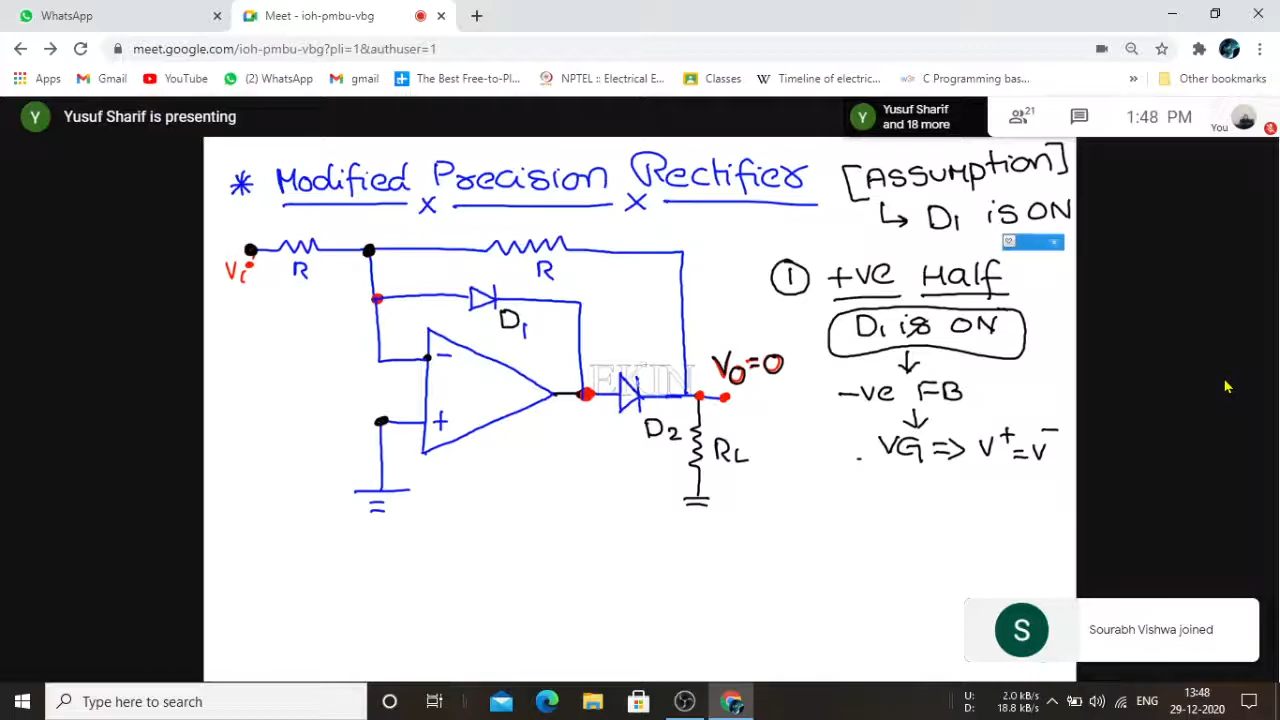 WhatsApp
Meet - ioh-pmbu-vbg
meet.google.com/ioh-pmbu-vbg?pli=1&authuser=1
Apps Gmail YouTube (2) WhatsApp gmail The Best Free-to-Pl... NPTEL :: Electrical E... Classes Timeline of electric... C Programming bas... » Other bookmarks
Y Yusuf Sharif is presenting
Y Yusuf Sharif
and 18 more
21
1:48 PM
You
* Modified Precision Rectifier
x x
[Assumption]
↳ D1 is ON
Vi
R
R
D1
-
+
EKIN
D2
Vo=0
RL
① +ve Half
D1 is ON
↓
-ve FB
↓
VG => V+ = V-
S Sourabh Vishwa joined
Type here to search
U: 2.0 kB/s
D: 18.8 kB/s
ENG
13:48
29-12-2020